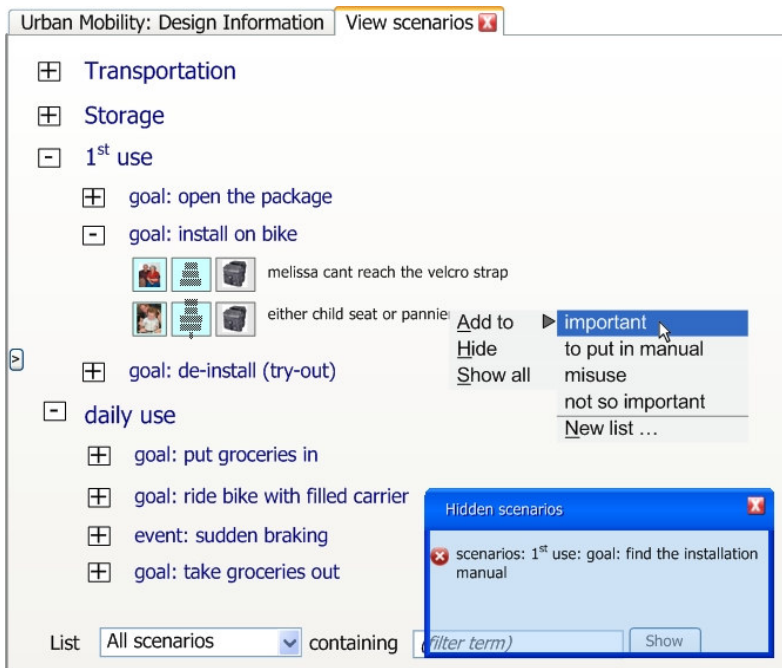 Urban Mobility: Design Information
View scenarios
Transportation
Storage
1st use
goal: open the package
goal: install on bike
melissa cant reach the velcro strap
either child seat or pannier
Add to
important
Hide
to put in manual
Show all
misuse
not so important
New list ...
>
goal: de-install (try-out)
daily use
goal: put groceries in
goal: ride bike with filled carrier
event: sudden braking
goal: take groceries out
Hidden scenarios
scenarios: 1st use: goal: find the installation
manual
List
All scenarios
containing
(filter term)
Show